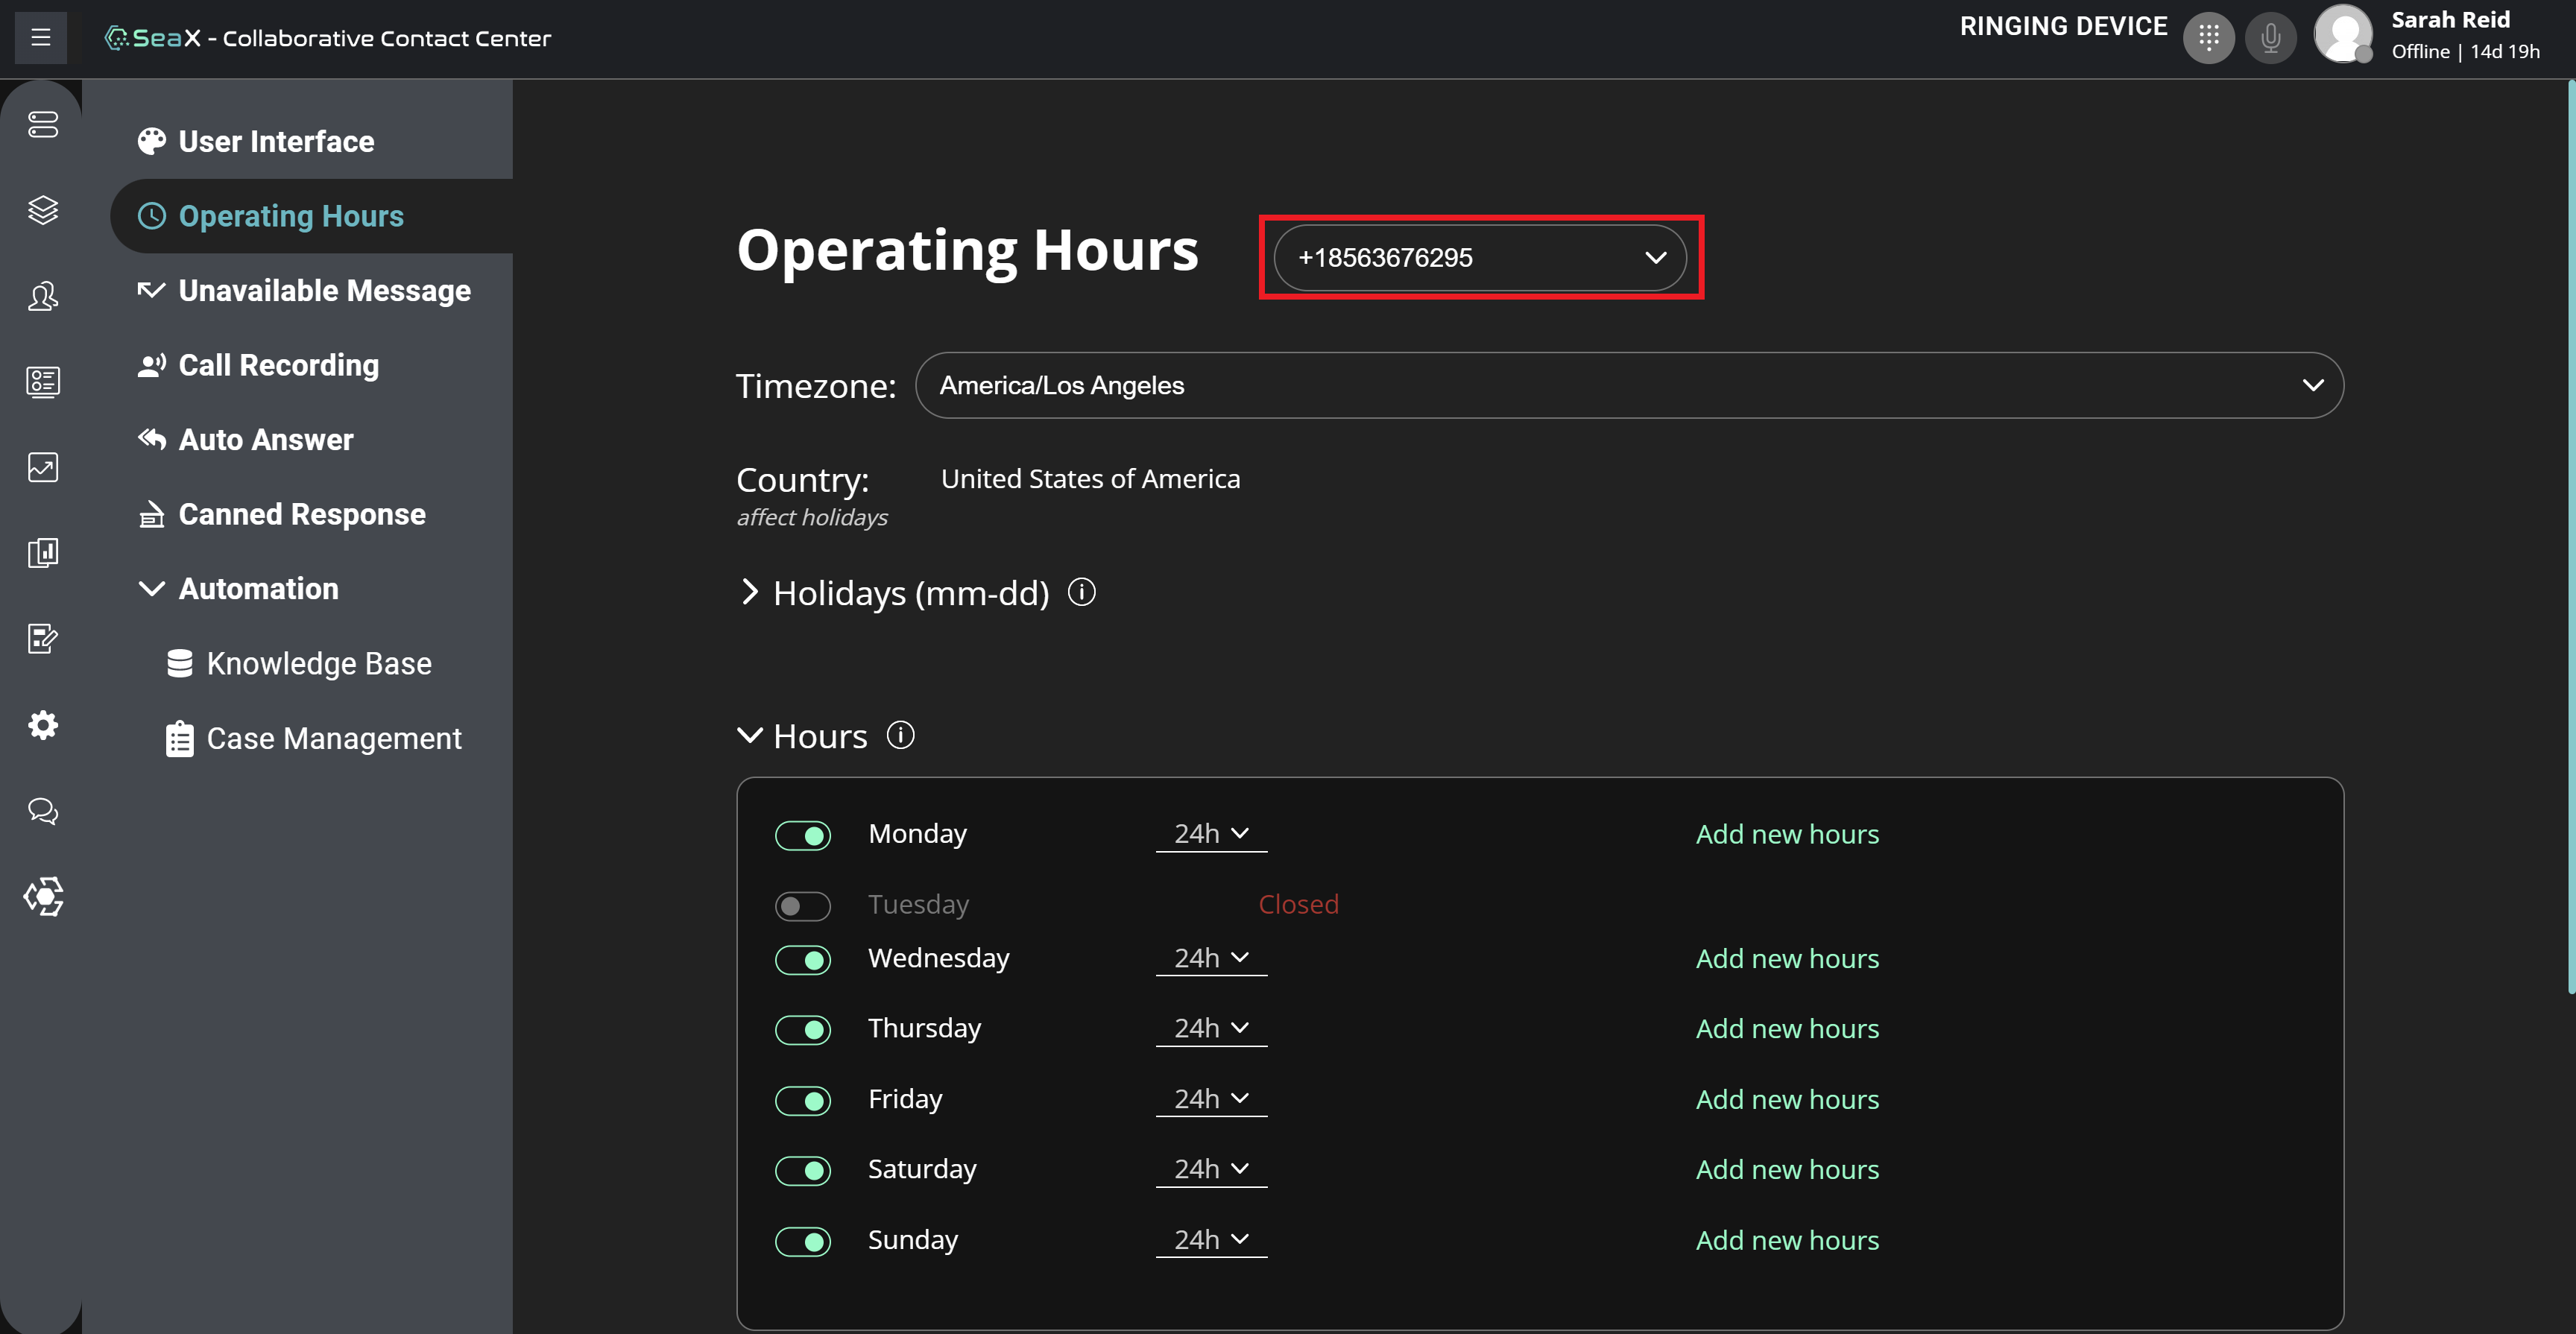 SeaX - Collaborative Contact Center
RINGING DEVICE
Sarah Reid
Offline | 14d 19h
User Interface
Operating Hours
Unavailable Message
Call Recording
Auto Answer
Canned Response
Automation
Knowledge Base
Case Management
Operating Hours
+18563676295
Timezone: America/Los Angeles
Country: United States of America
affect holidays
Holidays (mm-dd)
Hours
Monday 24h Add new hours
Tuesday Closed
Wednesday 24h Add new hours
Thursday 24h Add new hours
Friday 24h Add new hours
Saturday 24h Add new hours
Sunday 24h Add new hours